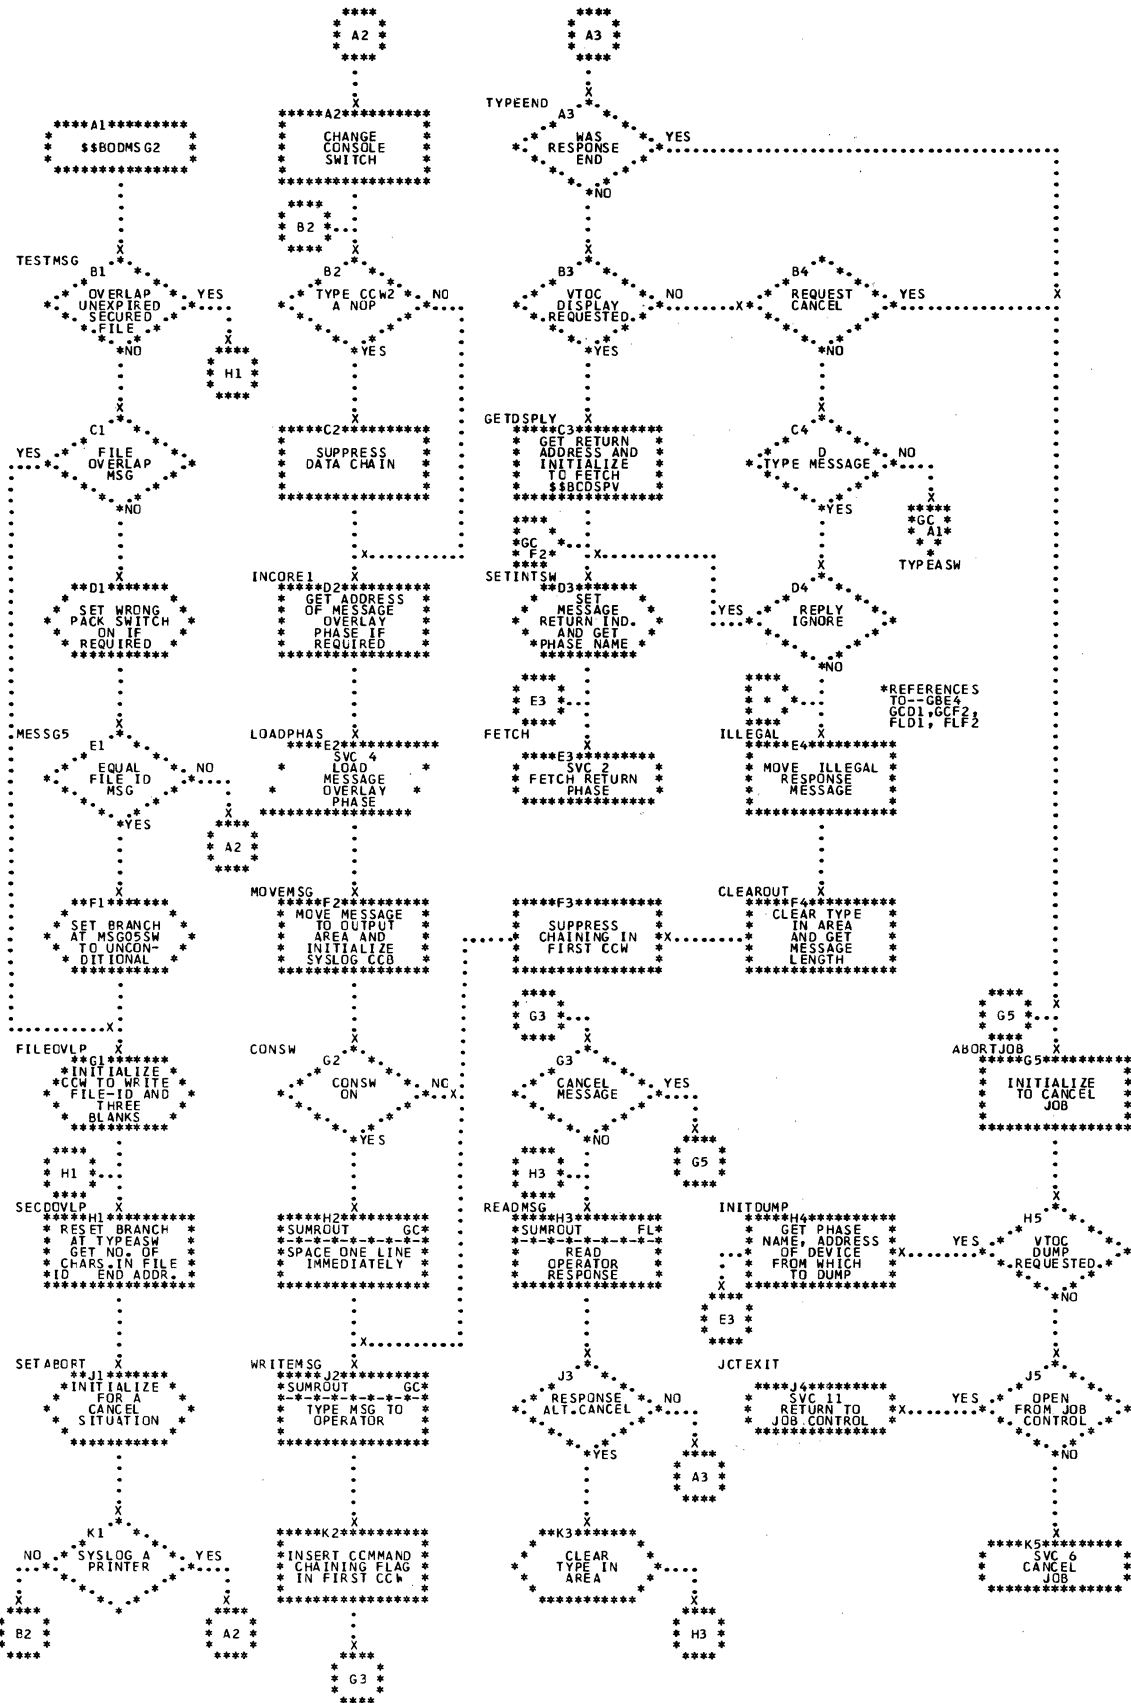 A2
A3
A1
$$BODMSG2
A2
CHANGE
CONSOLE
SWITCH
TYPEEND
A3
WAS
RESPONSE
END
YES
NO
B2
TESTMSG
B1
OVERLAP
UNEXPIRED
SECURED
FILE
YES
NO
H1
B2
TYPE CCW2
A NOP
NO
YES
B3
VTOC
DISPLAY
REQUESTED
NO
YES
B4
REQUEST
CANCEL
YES
NO
C1
FILE
OVERLAP
MSG
YES
NO
C2
SUPPRESS
DATA CHAIN
GETDSPLY
C3
GET RETURN
ADDRESS AND
INITIALIZE
TO FETCH
$$BCDSPV
C4
D
TYPE MESSAGE
NO
YES
GC
A1
TYPEASW
GC
F2
D1
SET WRONG
PACK SWITCH
ON IF
REQUIRED
INCORE1
D2
GET ADDRESS
OF MESSAGE
OVERLAY
PHASE IF
REQUIRED
SETINTSW
D3
SET
MESSAGE
RETURN IND.
AND GET
PHASE NAME
D4
REPLY
IGNORE
YES
NO
E3
*REFERENCES
TO--GBE4
GCD1,GCF2,
FLD1, FLF2
MESSG5
E1
EQUAL
FILE ID
MSG
NO
YES
A2
LOADPHAS
E2
SVC 4
LOAD
MESSAGE
OVERLAY
PHASE
FETCH
E3
SVC 2
FETCH RETURN
PHASE
ILLEGAL
E4
MOVE ILLEGAL
RESPONSE
MESSAGE
F1
SET BRANCH
AT MSG05SW
TO UNCON-
DITIONAL
MOVEMSG
F2
MOVE MESSAGE
TO OUTPUT
AREA AND
INITIALIZE
SYSLOG CCB
F3
SUPPRESS
CHAINING IN
FIRST CCW
CLEAROUT
F4
CLEAR TYPE
IN AREA
AND GET
MESSAGE
LENGTH
G3
G5
FILEOVLP
G1
INITIALIZE
CCW TO WRITE
FILE-ID AND
THREE
BLANKS
CONSW
G2
CONSW
ON
NO
YES
G3
CANCEL
MESSAGE
YES
NO
G5
ABORTJOB
G5
INITIALIZE
TO CANCEL
JOB
H1
H3
SECDOVLP
H1
RESET BRANCH
AT TYPEASW
GET NO. OF
CHARS.IN FILE
ID END ADDR.
H2
SUMROUT GC
SPACE ONE LINE
IMMEDIATELY
READMSG
H3
SUMROUT FL
READ
OPERATOR
RESPONSE
INITDUMP
H4
GET PHASE
NAME, ADDRESS
OF DEVICE
FROM WHICH
TO DUMP
E3
H5
VTOC
DUMP
REQUESTED
YES
NO
SETABORT
J1
INITIALIZE
FOR A
CANCEL
SITUATION
WRITEMSG
J2
SUMROUT GC
TYPE MSG TO
OPERATOR
J3
RESPONSE
ALT.CANCEL
NO
YES
A3
JCTEXIT
J4
SVC 11
RETURN TO
JOB CONTROL
J5
OPEN
FROM JOB
CONTROL
YES
NO
K1
SYSLOG A
PRINTER
NO
YES
B2
A2
K2
INSERT COMMAND
CHAINING FLAG
IN FIRST CCW
G3
K3
CLEAR
TYPE IN
AREA
H3
K5
SVC 6
CANCEL
JOB